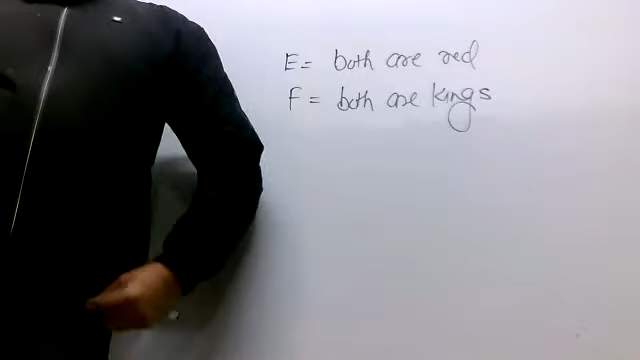 E = both are red
F = both are kings